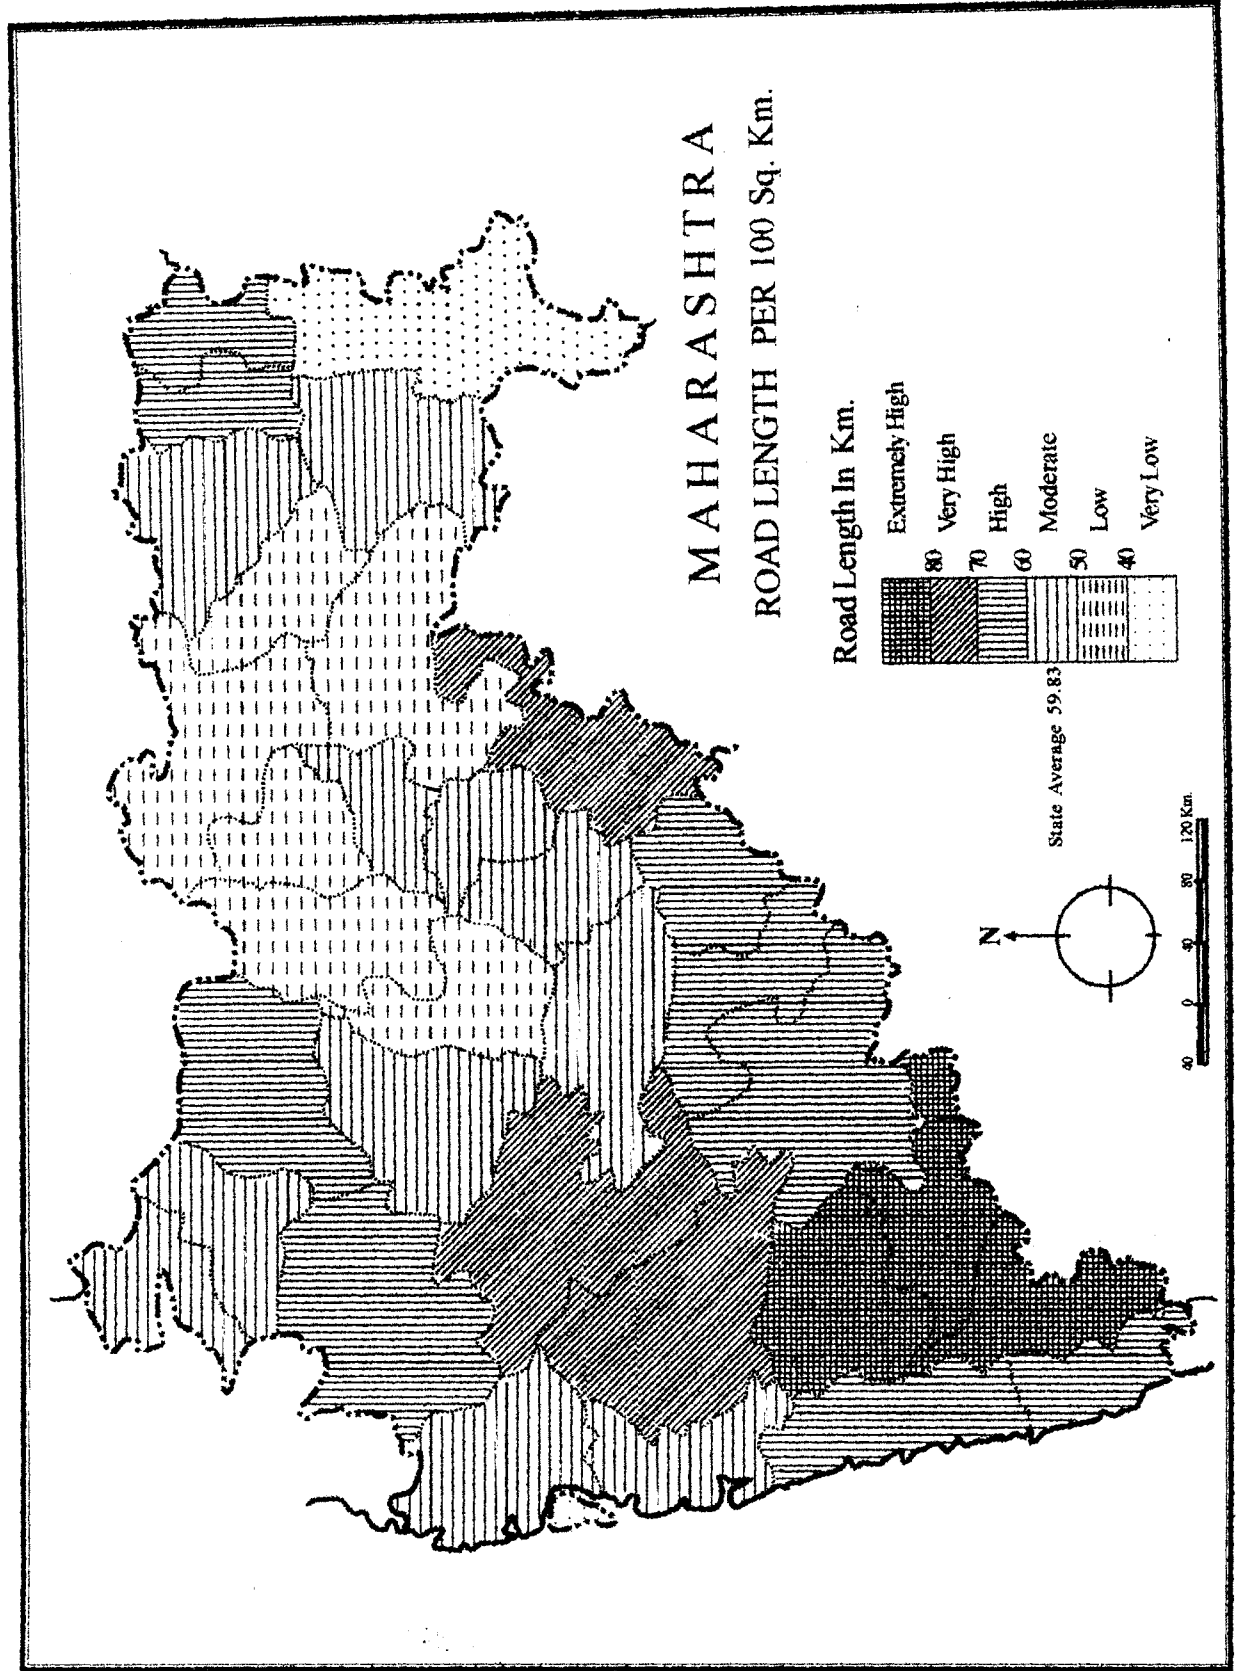 MAHARASHTRA
ROAD LENGTH PER 100 Sq. Km.
Road Length In Km.
Extremely High
80
Very High
70
High
60
Moderate
State Average 59.83
50
Low
40
Very Low
N
40 0 40 80 120 Km.